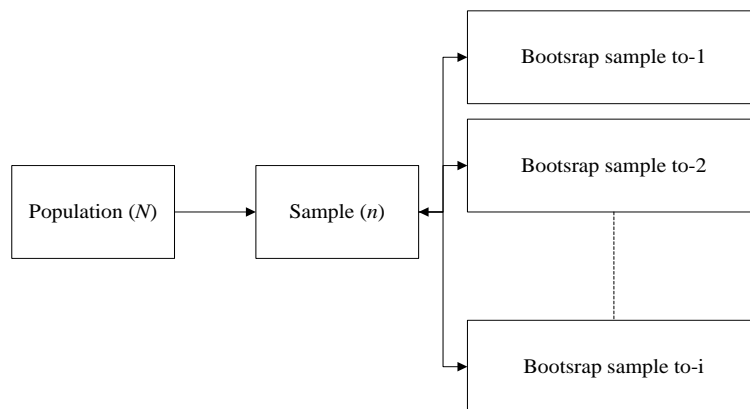 Bootsrap sample to-1
Bootsrap sample to-2
Population (N)
Sample (n)
Bootsrap sample to-i